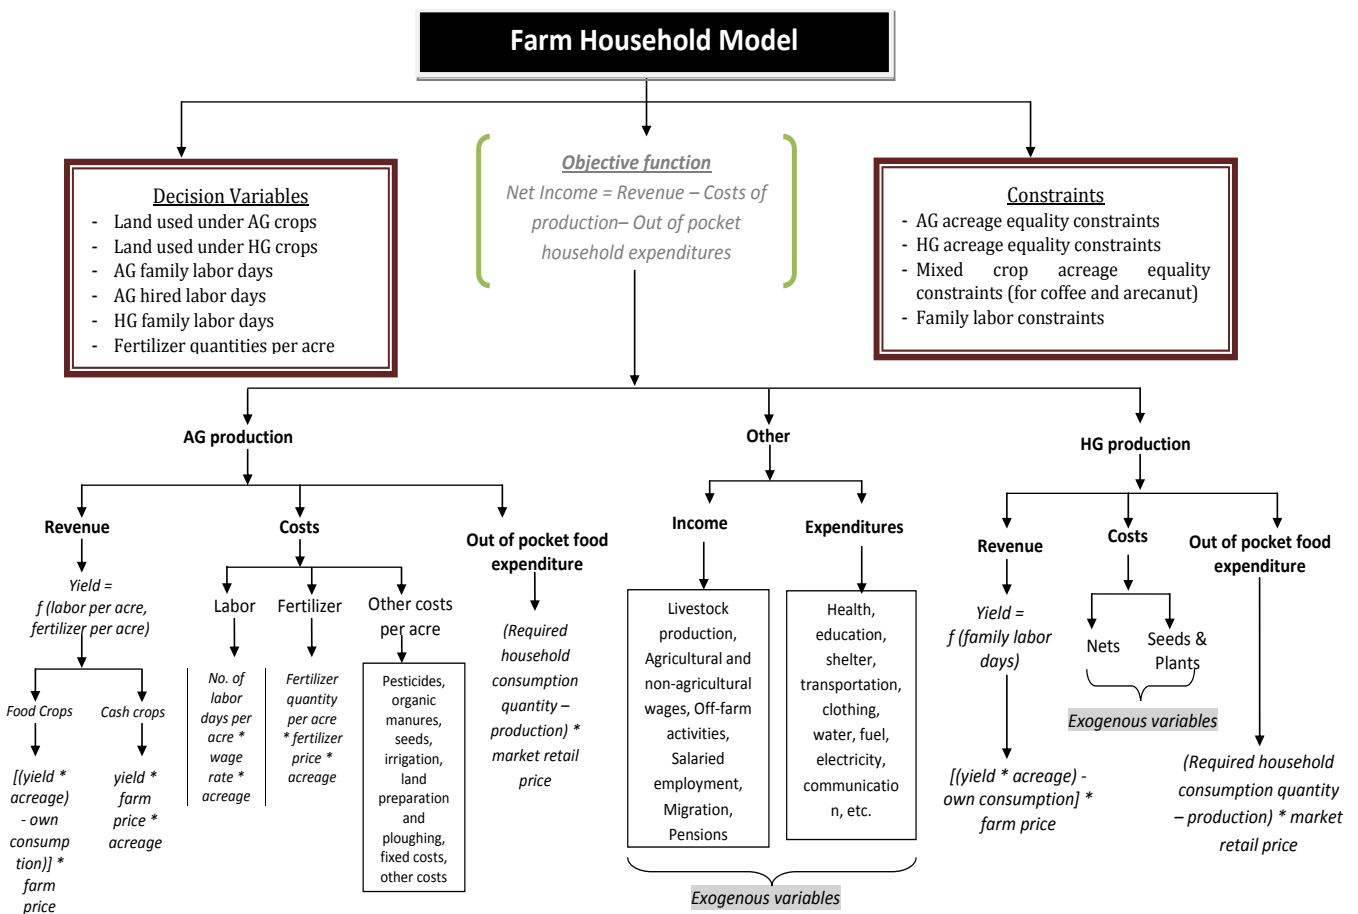 Farm Household Model
Decision Variables
- Land used under AG crops
- Land used under HG crops
- AG family labor days
- AG hired labor days
- HG family labor days
- Fertilizer quantities per acre
Objective function
Net Income = Revenue – Costs of
production– Out of pocket
household expenditures
Constraints
- AG acreage equality constraints
- HG acreage equality constraints
- Mixed crop acreage equality
constraints (for coffee and arecanut)
- Family labor constraints
AG production
Other
HG production
Revenue
Yield =
f (labor per acre,
fertilizer per acre)
Food Crops
[(yield *
acreage)
- own
consump
tion)] *
farm
price
Cash crops
yield *
farm
price *
acreage
Costs
Labor
No. of
labor
days per
acre *
wage
rate *
acreage
Fertilizer
Fertilizer
quantity
per acre
* fertilizer
price *
acreage
Other costs
per acre
Pesticides,
organic
manures,
seeds,
irrigation,
land
preparation
and
ploughing,
fixed costs,
other costs
Out of pocket food
expenditure
(Required
household
consumption
quantity –
production) *
market retail
price
Income
Livestock
production,
Agricultural and
non-agricultural
wages, Off-farm
activities,
Salaried
employment,
Migration,
Pensions
Expenditures
Health,
education,
shelter,
transportation,
clothing,
water, fuel,
electricity,
communicatio
n, etc.
Exogenous variables
Revenue
Yield =
f (family labor
days)
[(yield * acreage) -
own consumption] *
farm price
Costs
Nets
Seeds &
Plants
Exogenous variables
Out of pocket food
expenditure
(Required household
consumption quantity
– production) * market
retail price